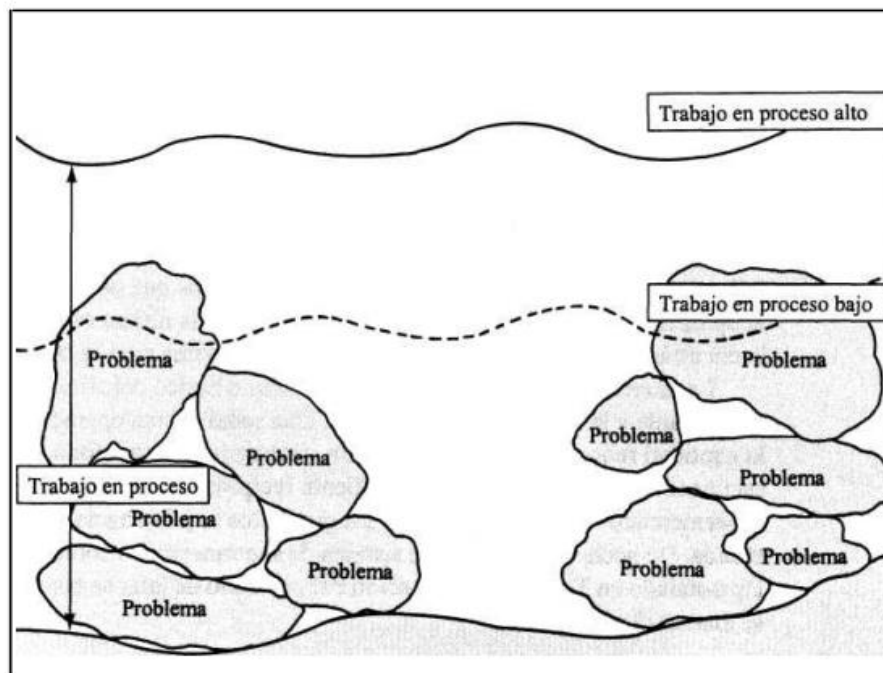 Trabajo en proceso alto
Trabajo en proceso bajo
Problema
Problema
Problema
Problema
Problema
Trabajo en proceso
Problema
Problema
Problema
Problema
Problema